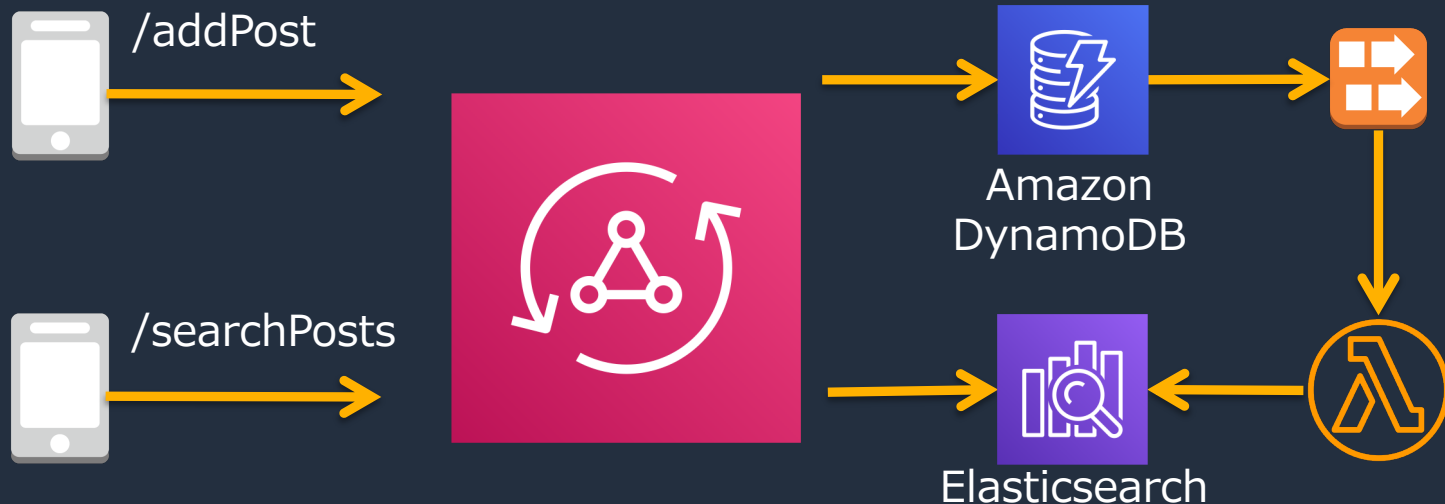 /addPost
Amazon
DynamoDB
/searchPosts
Elasticsearch